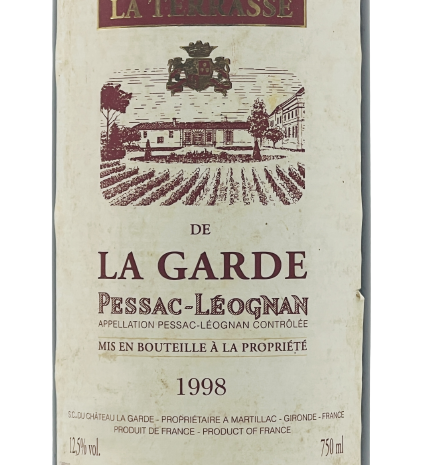 LA TERRASSE
DE
LA GARDE
PESSAC-LÉOGNAN
APPELLATION PESSAC-LÉOGNAN CONTRÔLÉE
MIS EN BOUTEILLE À LA PROPRIÉTÉ
1998
S.C. DU CHÂTEAU LA GARDE - PROPRIÉTAIRE À MARTILLAC - GIRONDE - FRANCE
PRODUIT DE FRANCE - PRODUCT OF FRANCE
12,5% vol. 750 ml